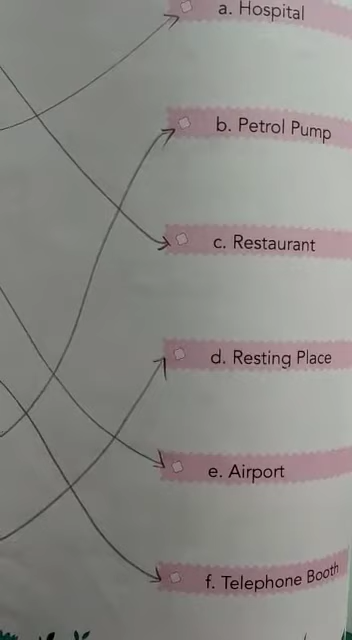 a. Hospital
b. Petrol Pump
c. Restaurant
d. Resting Place
e. Airport
f. Telephone Booth